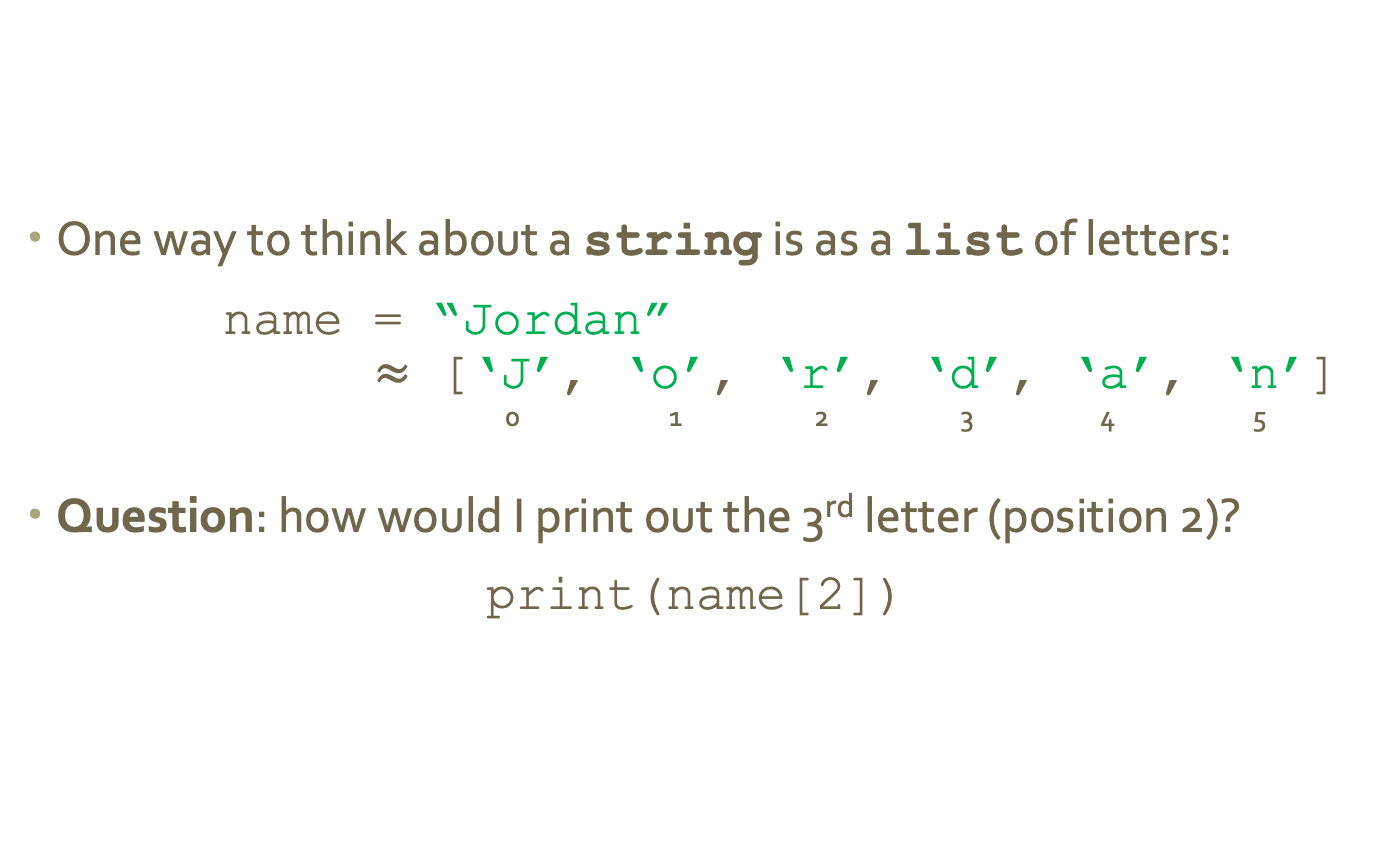 • One way to think about a string is as a list of letters:
name = “Jordan”
≈ [‘J’, ‘o’, ‘r’, ‘d’, ‘a’, ‘n’]
0 1 2 3 4 5
• Question: how would I print out the 3rd letter (position 2)?
print(name[2])